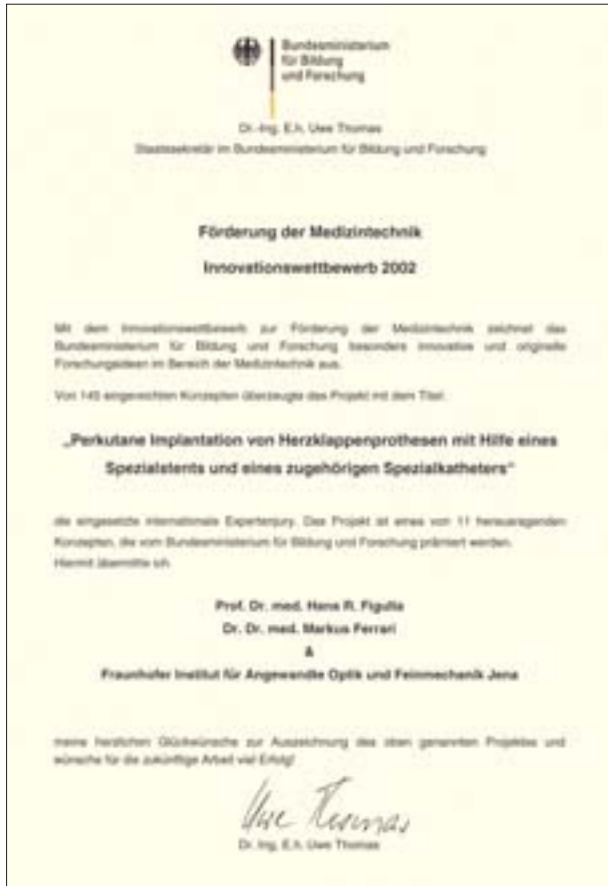 Bundesministerium
für Bildung
und Forschung
Dr.-Ing. E.h. Uwe Thomas
Staatssekretär im Bundesministerium für Bildung und Forschung
Förderung der Medizintechnik
Innovationswettbewerb 2002
Mit dem Innovationswettbewerb zur Förderung der Medizintechnik zeichnet das
Bundesministerium für Bildung und Forschung besonders innovative und originelle
Forschungsideen im Bereich der Medizintechnik aus.
Von 145 eingereichten Konzepten überzeugte das Projekt mit dem Titel:
„Perkutane Implantation von Herzklappenprothesen mit Hilfe eines
Spezialstents und eines zugehörigen Spezialkatheters“
die eingesetzte internationale Expertenjury. Das Projekt ist eines von 11 herausragenden
Konzepten, die vom Bundesministerium für Bildung und Forschung prämiert werden.
Hiermit übermittle ich
Prof. Dr. med. Hans R. Figulla
Dr. Dr. med. Markus Ferrari
&
Fraunhofer Institut für Angewandte Optik und Feinmechanik Jena
meine herzlichen Glückwünsche zur Auszeichnung des oben genannten Projektes und
wünsche für die zukünftige Arbeit viel Erfolg!
Uwe Thomas
Dr. Ing. E.h. Uwe Thomas